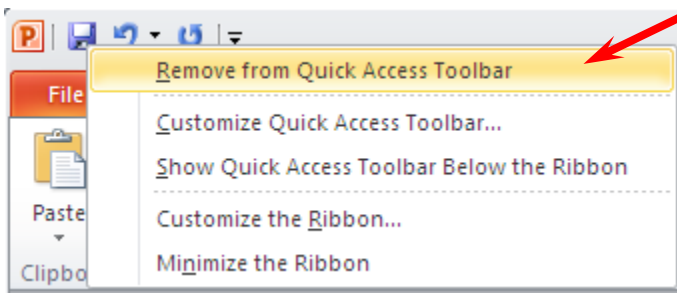 P
File
Remove from Quick Access Toolbar
Customize Quick Access Toolbar...
Show Quick Access Toolbar Below the Ribbon
Paste
Customize the Ribbon...
Clipbo
Minimize the Ribbon